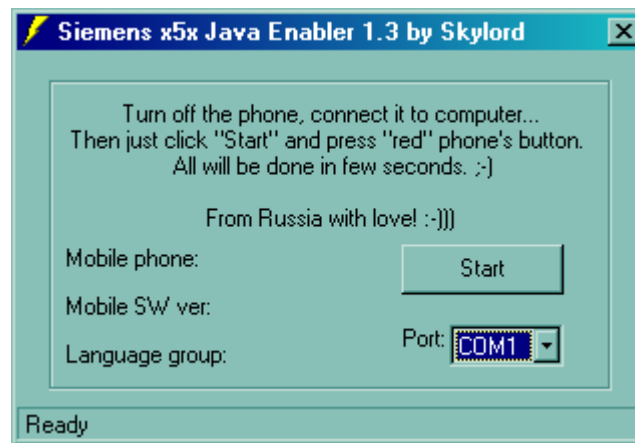 Siemens x5x Java Enabler 1.3 by Skylord
Turn off the phone, connect it to computer...
Then just click "Start" and press "red" phone's button.
All will be done in few seconds. ;-)
From Russia with love! :-)))
Mobile phone:
Start
Mobile SW ver:
Port: COM1
Language group:
Ready